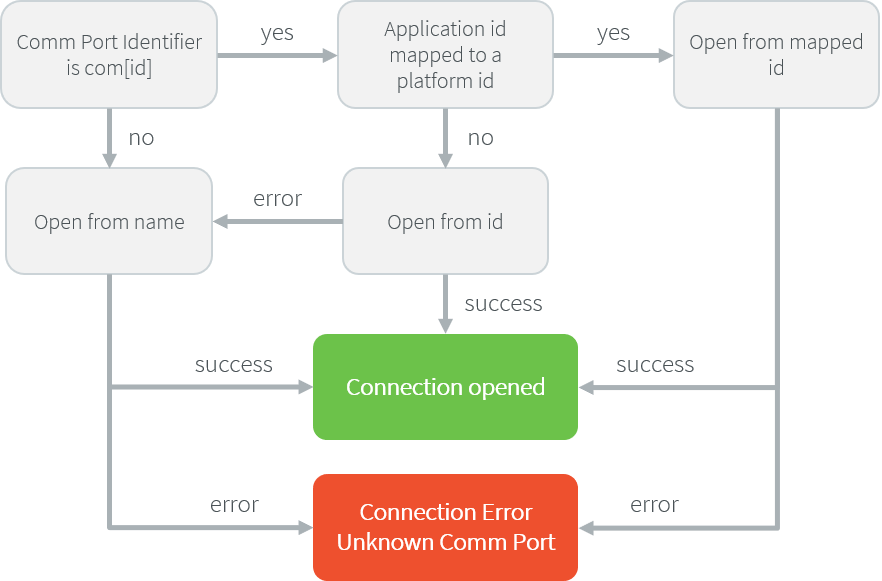 Comm Port Identifier
is com[id]
yes
Application id
mapped to a
platform id
yes
Open from mapped
id
no
no
Open from name
error
Open from id
success
success
Connection opened
success
error
Connection Error
Unknown Comm Port
error